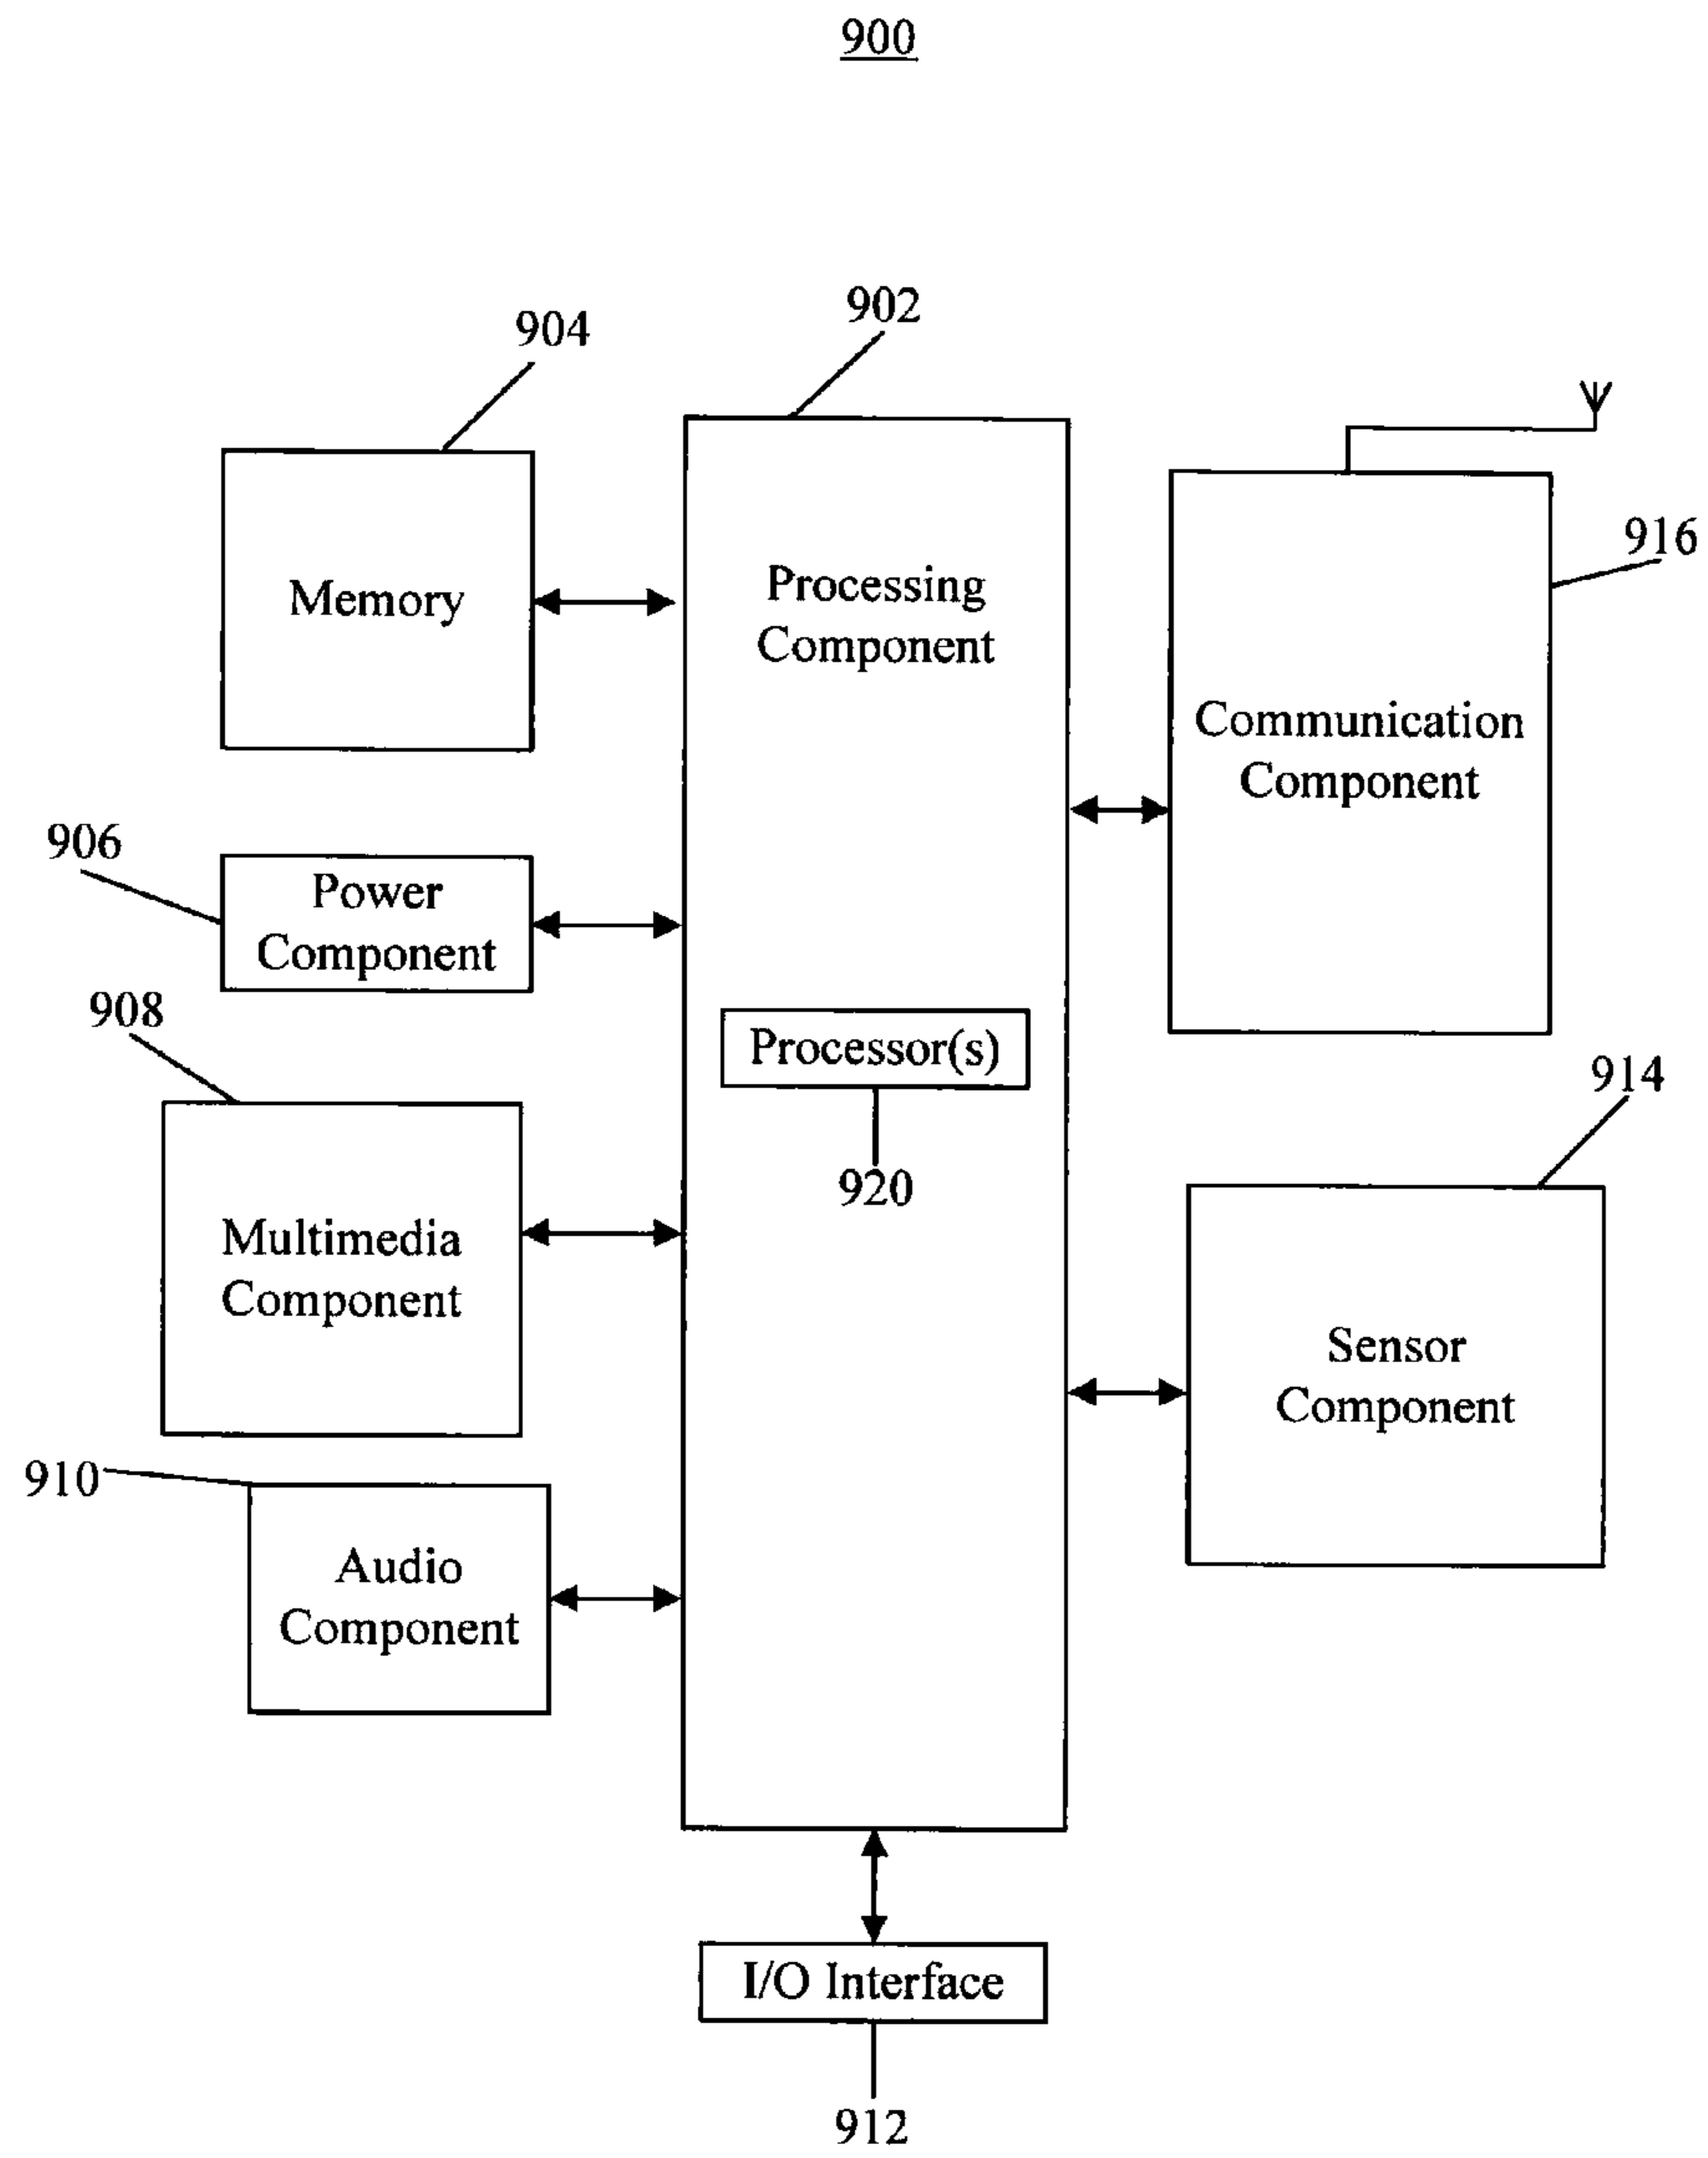 900
902
904
Memory
Processing
Component
916
Communication
Component
906
Power
Component
908
Processor(s)
920
914
Multimedia
Component
Sensor
Component
910
Audio
Component
I/O Interface
912